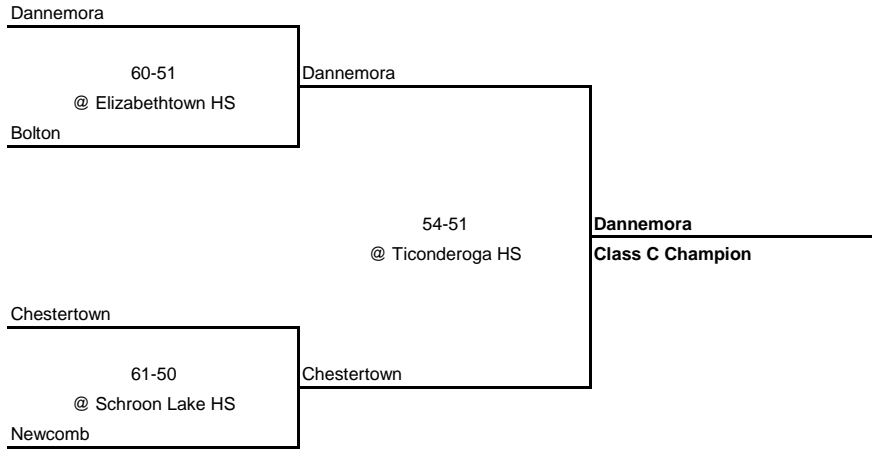 Dannemora
60-51
@ Elizabethtown HS
Dannemora
Bolton
54-51
@ Ticonderoga HS
Dannemora
Class C Champion
Chestertown
61-50
@ Schroon Lake HS
Chestertown
Newcomb